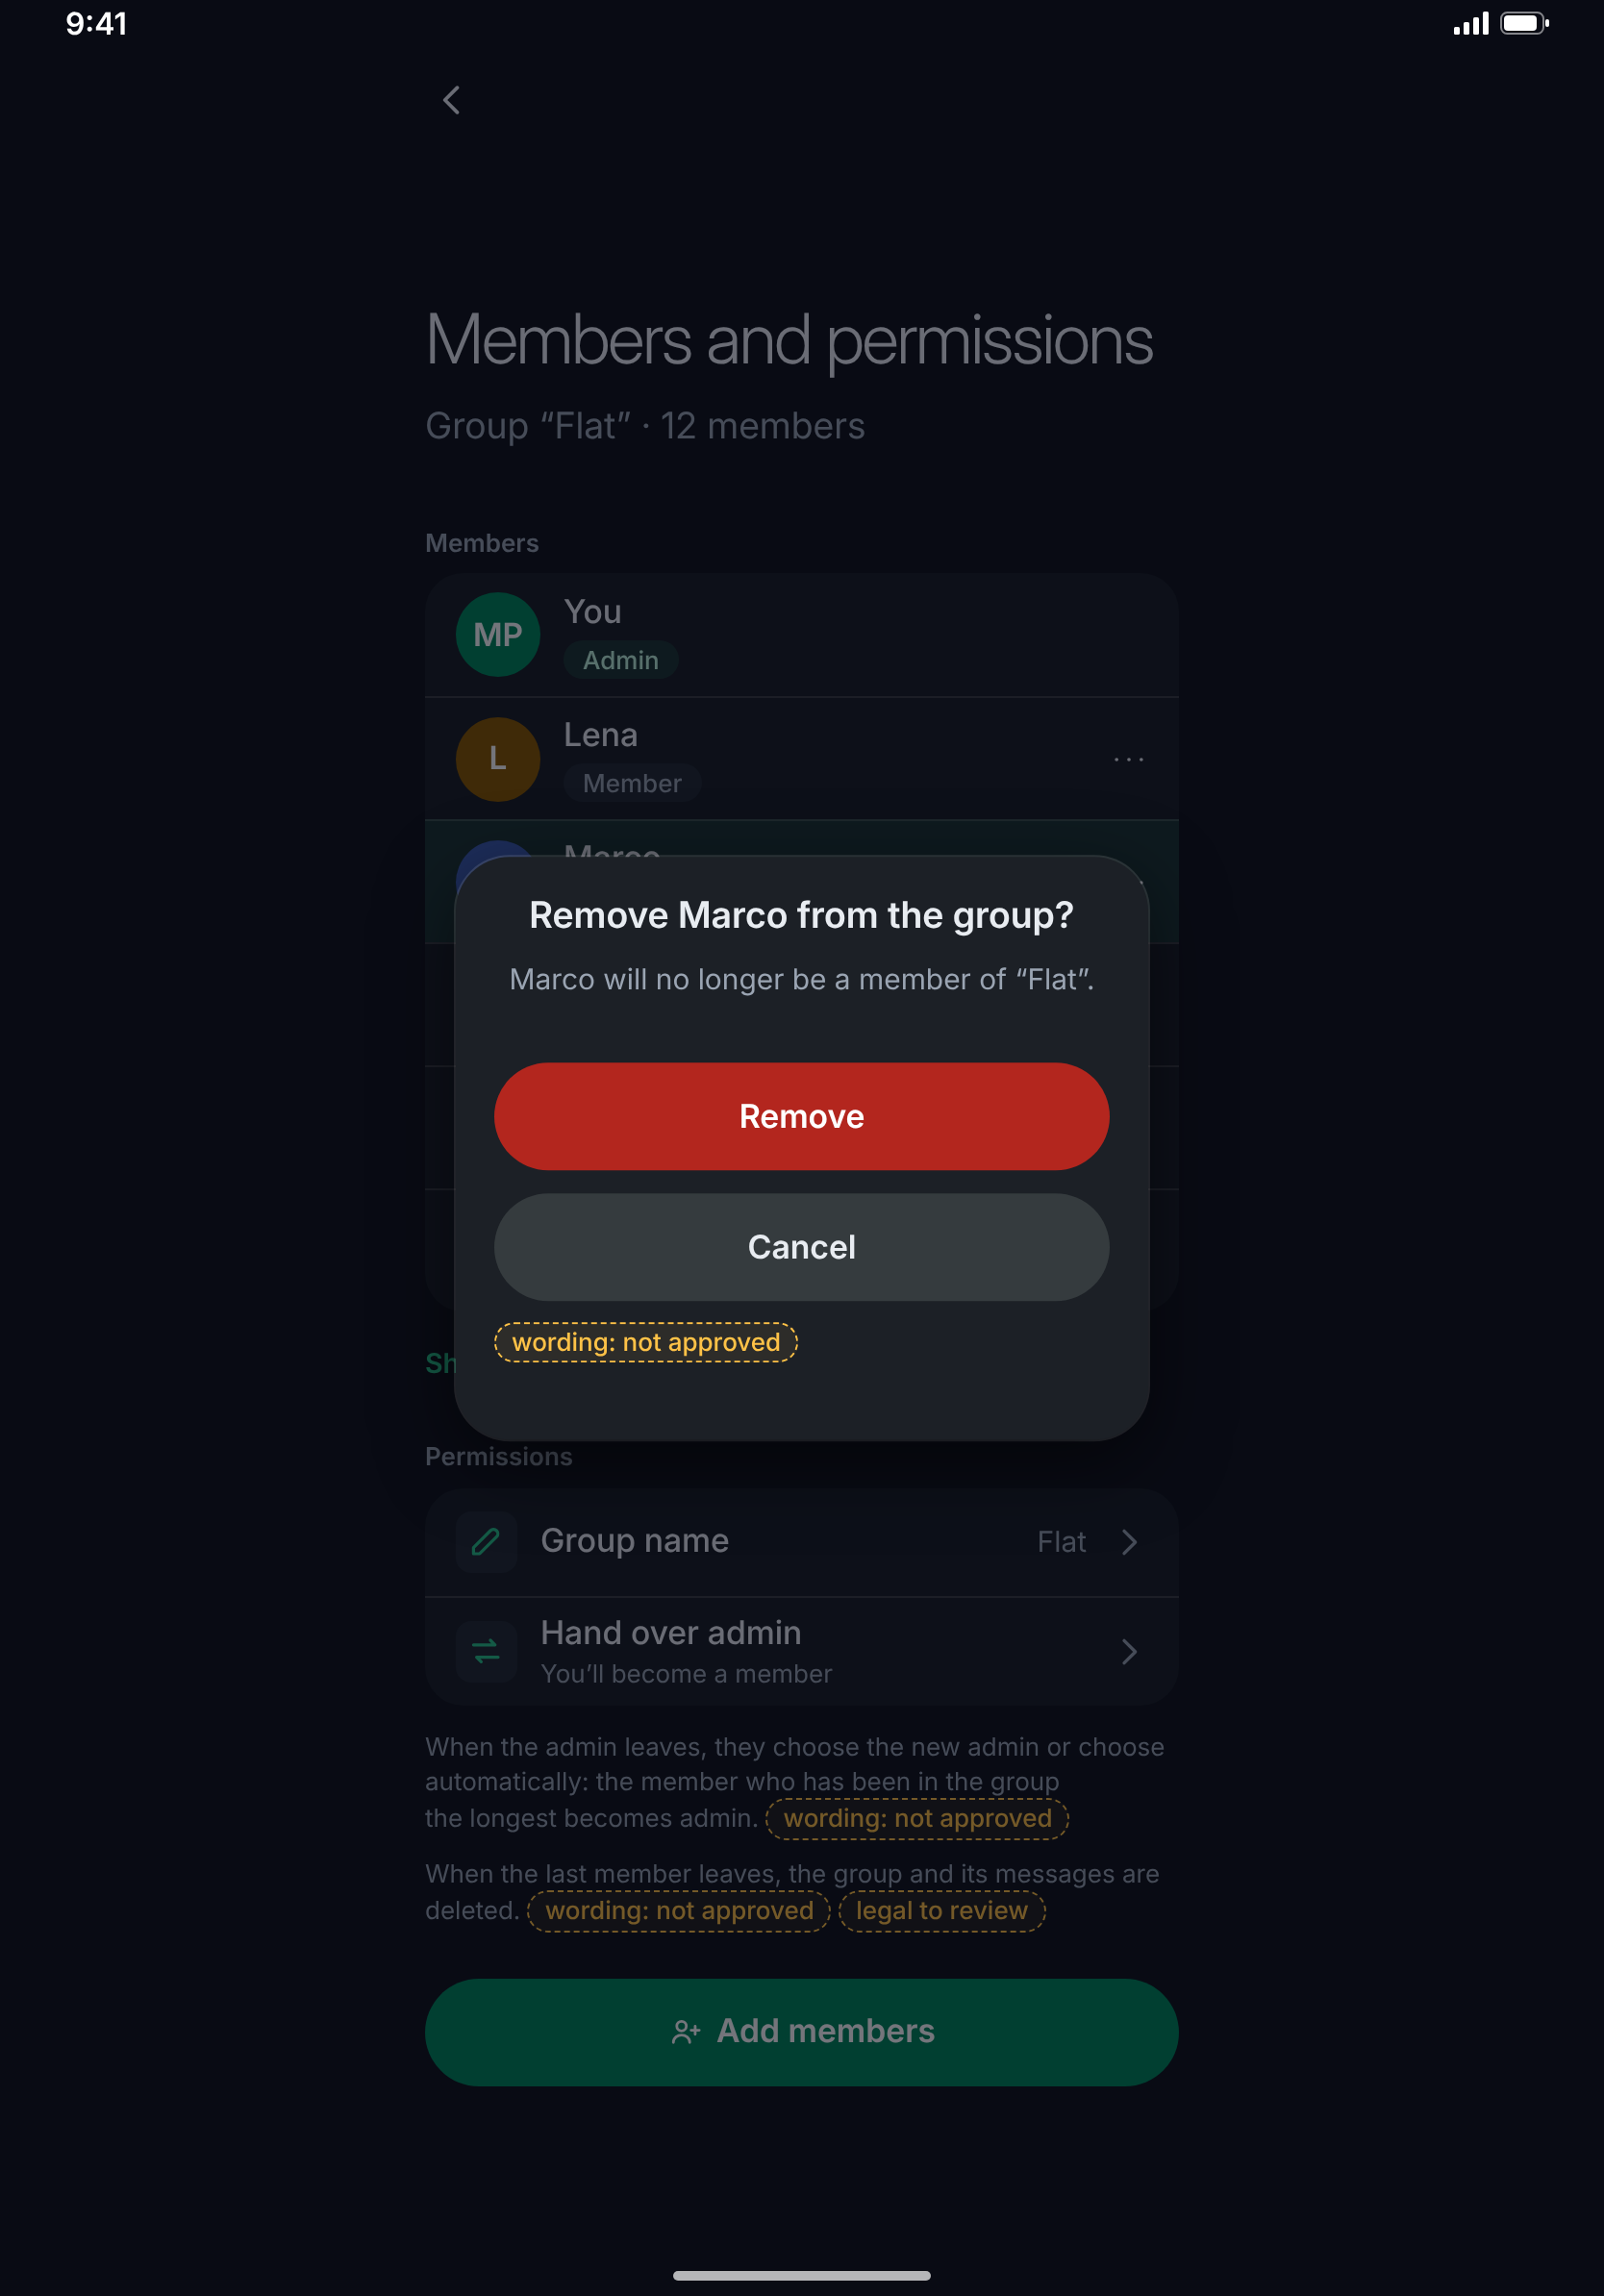 9:41
Members and permissions
Group “Flat” · 12 members
Members
MP
You
Admin
L
Lena
Member
Marco
Remove Marco from the group?
Marco will no longer be a member of “Flat”.
Remove
Cancel
wording: not approved
Permissions
Group name
Flat
Hand over admin
You’ll become a member
When the admin leaves, they choose the new admin or choose
automatically: the member who has been in the group
the longest becomes admin. wording: not approved
When the last member leaves, the group and its messages are
deleted. wording: not approved legal to review
Add members